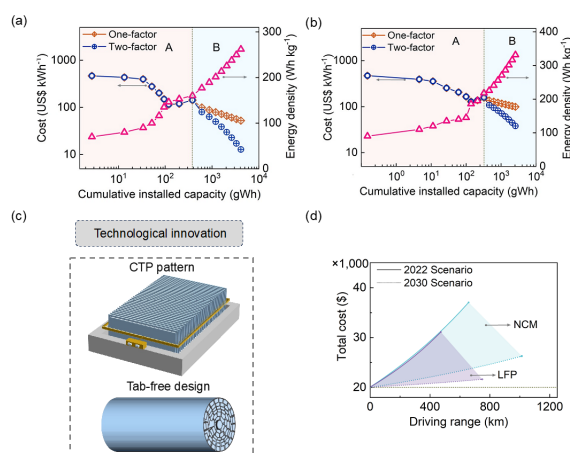 (a)
A
B
One-factor
Two-factor
1000
100
10
Cost (US$ kWh⁻¹)
300
200
100
0
Energy density (Wh kg⁻¹)
10¹
10² 
10³
10⁴
Cumulative installed capacity (gWh)
(b)
A
B
One-factor
Two-factor
1000
100
10
Cost (US$ kWh⁻¹)
400
300
200
100
0
Energy density (Wh kg⁻¹)
10⁰
10¹
10²
10³
10⁴
Cumulative installed capacity (gWh)
(c)
Technological innovation
CTP pattern
Tab-free design
(d)
×1,000
2022 Scenario
2030 Scenario
40
30
20
Total cost ($)
NCM
LFP
0
400
800
1200
Driving range (km)